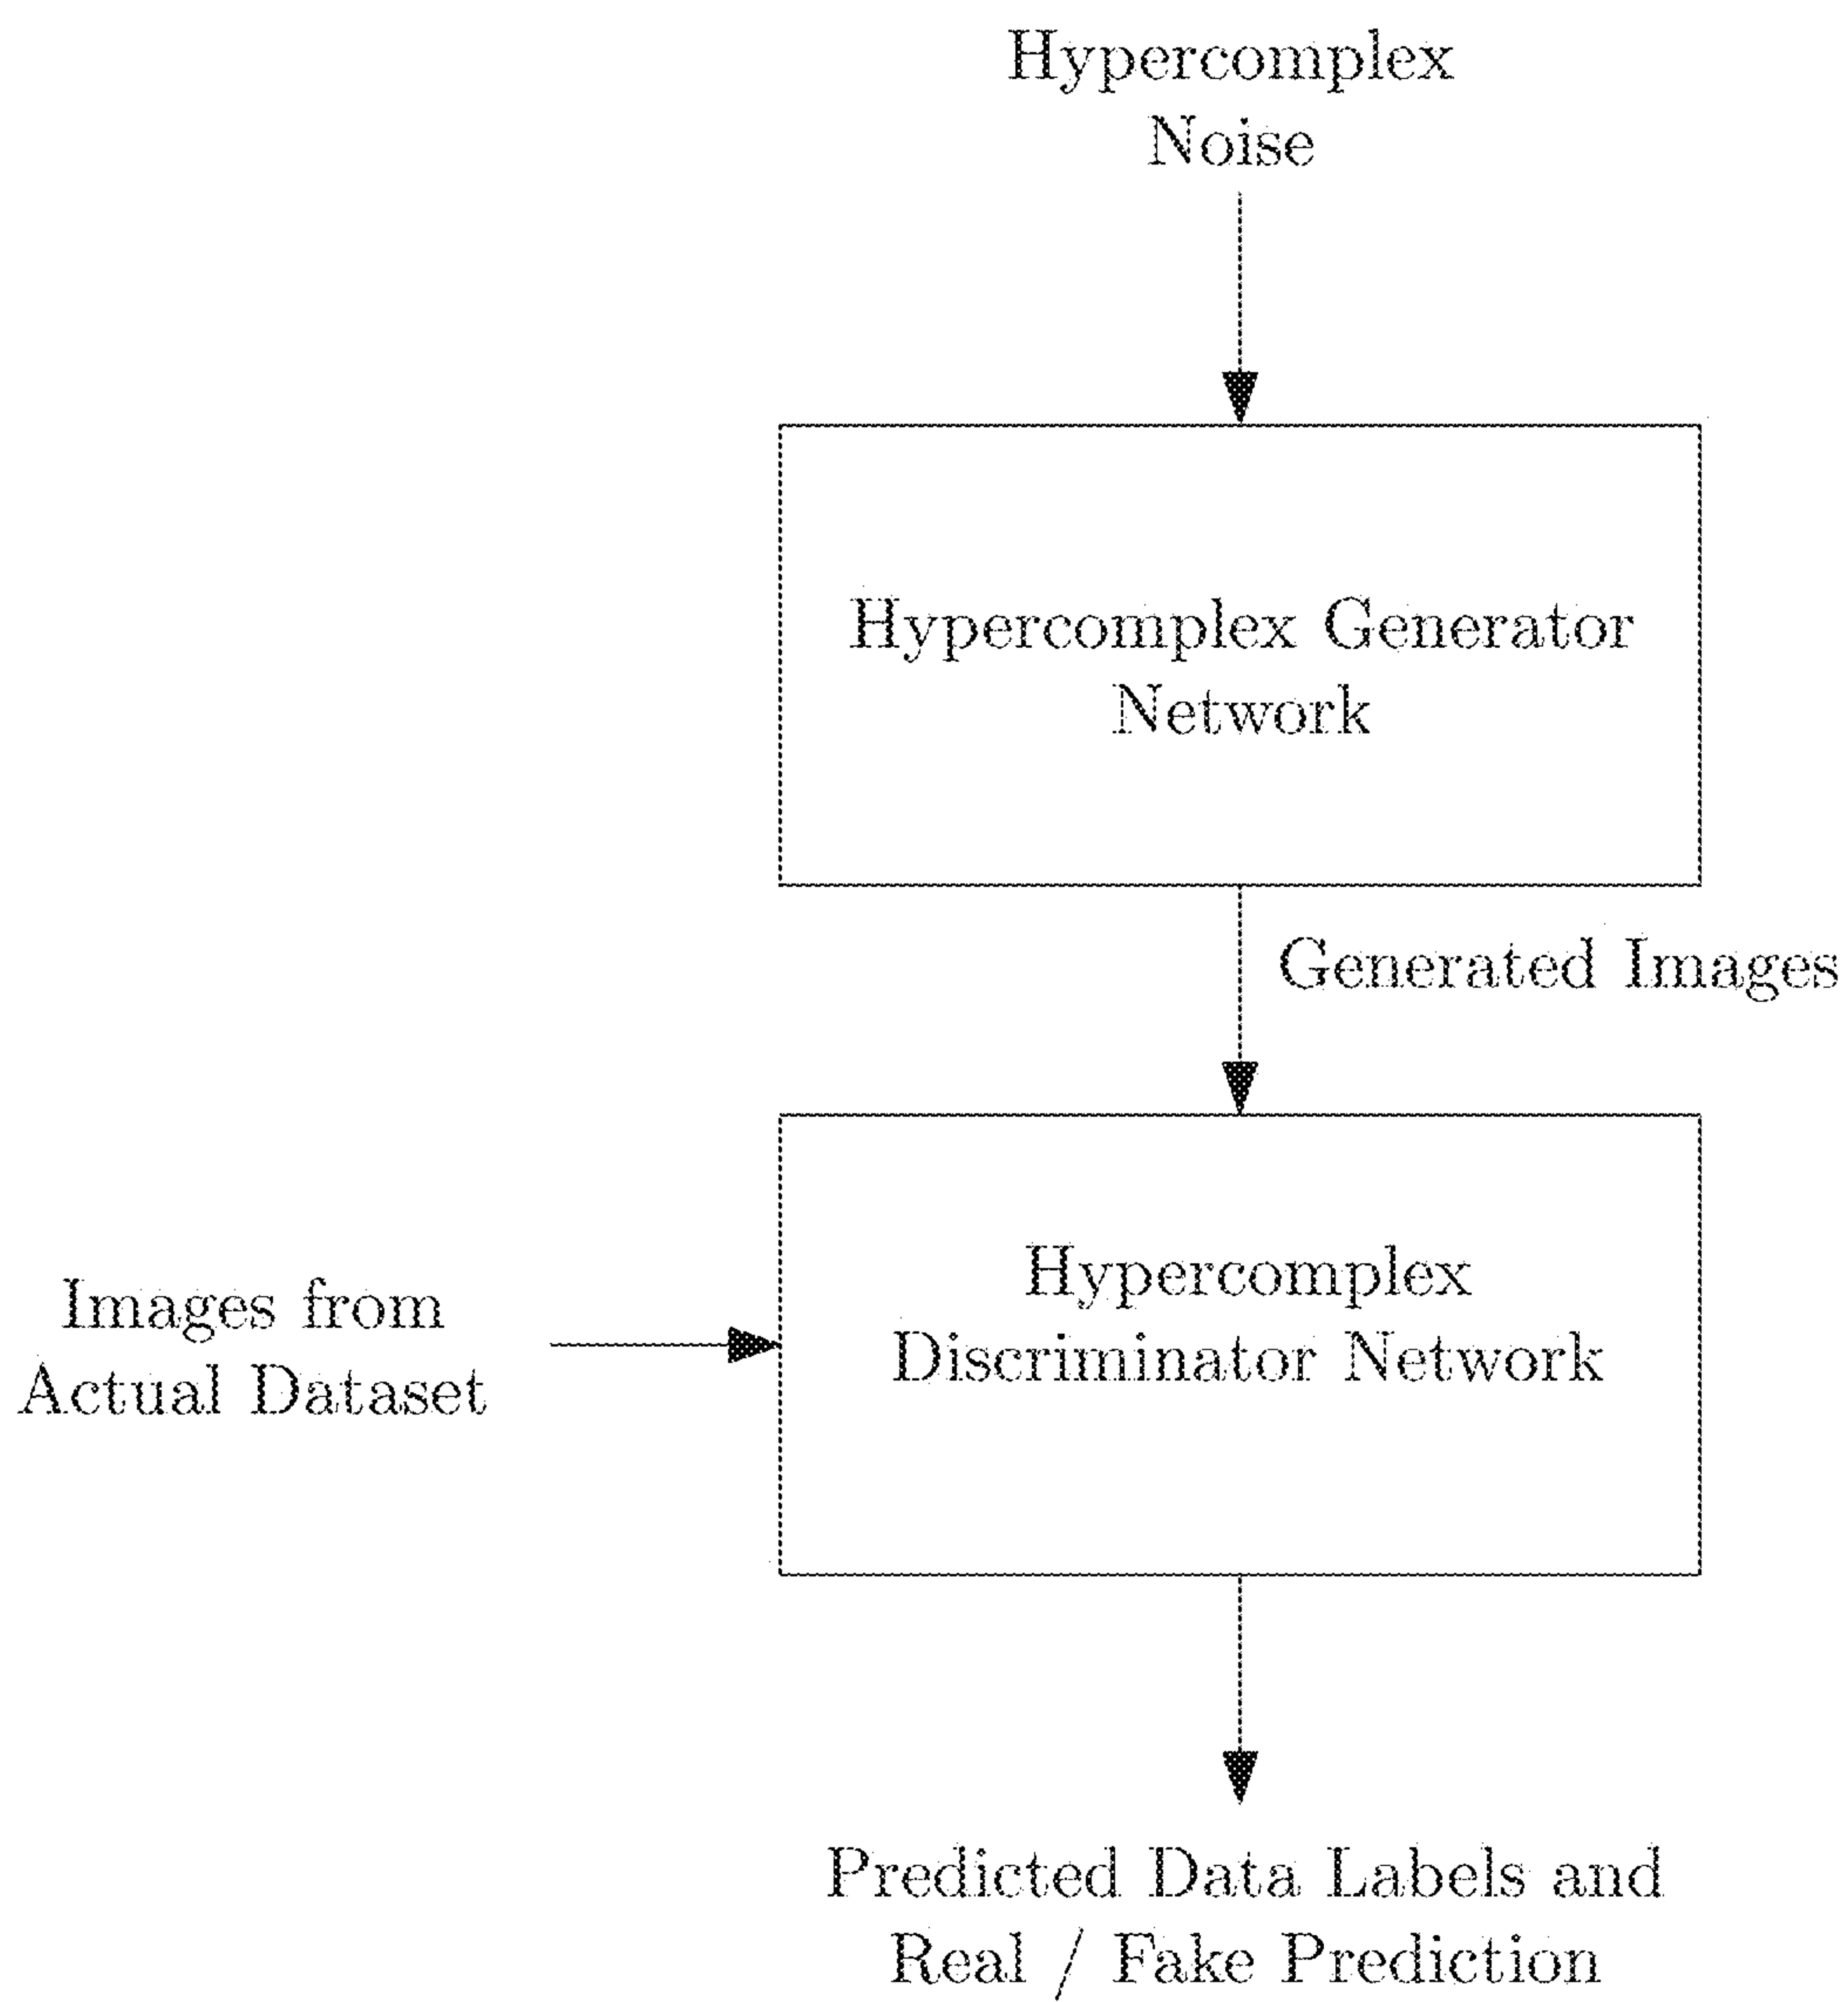 Hypercomplex
Noise
Hypercomplex Generator
Network
Generated Images
Hypercomplex
Discriminator Network
Images from
Actual Dataset
Predicted Data Labels and
Real / Fake Prediction